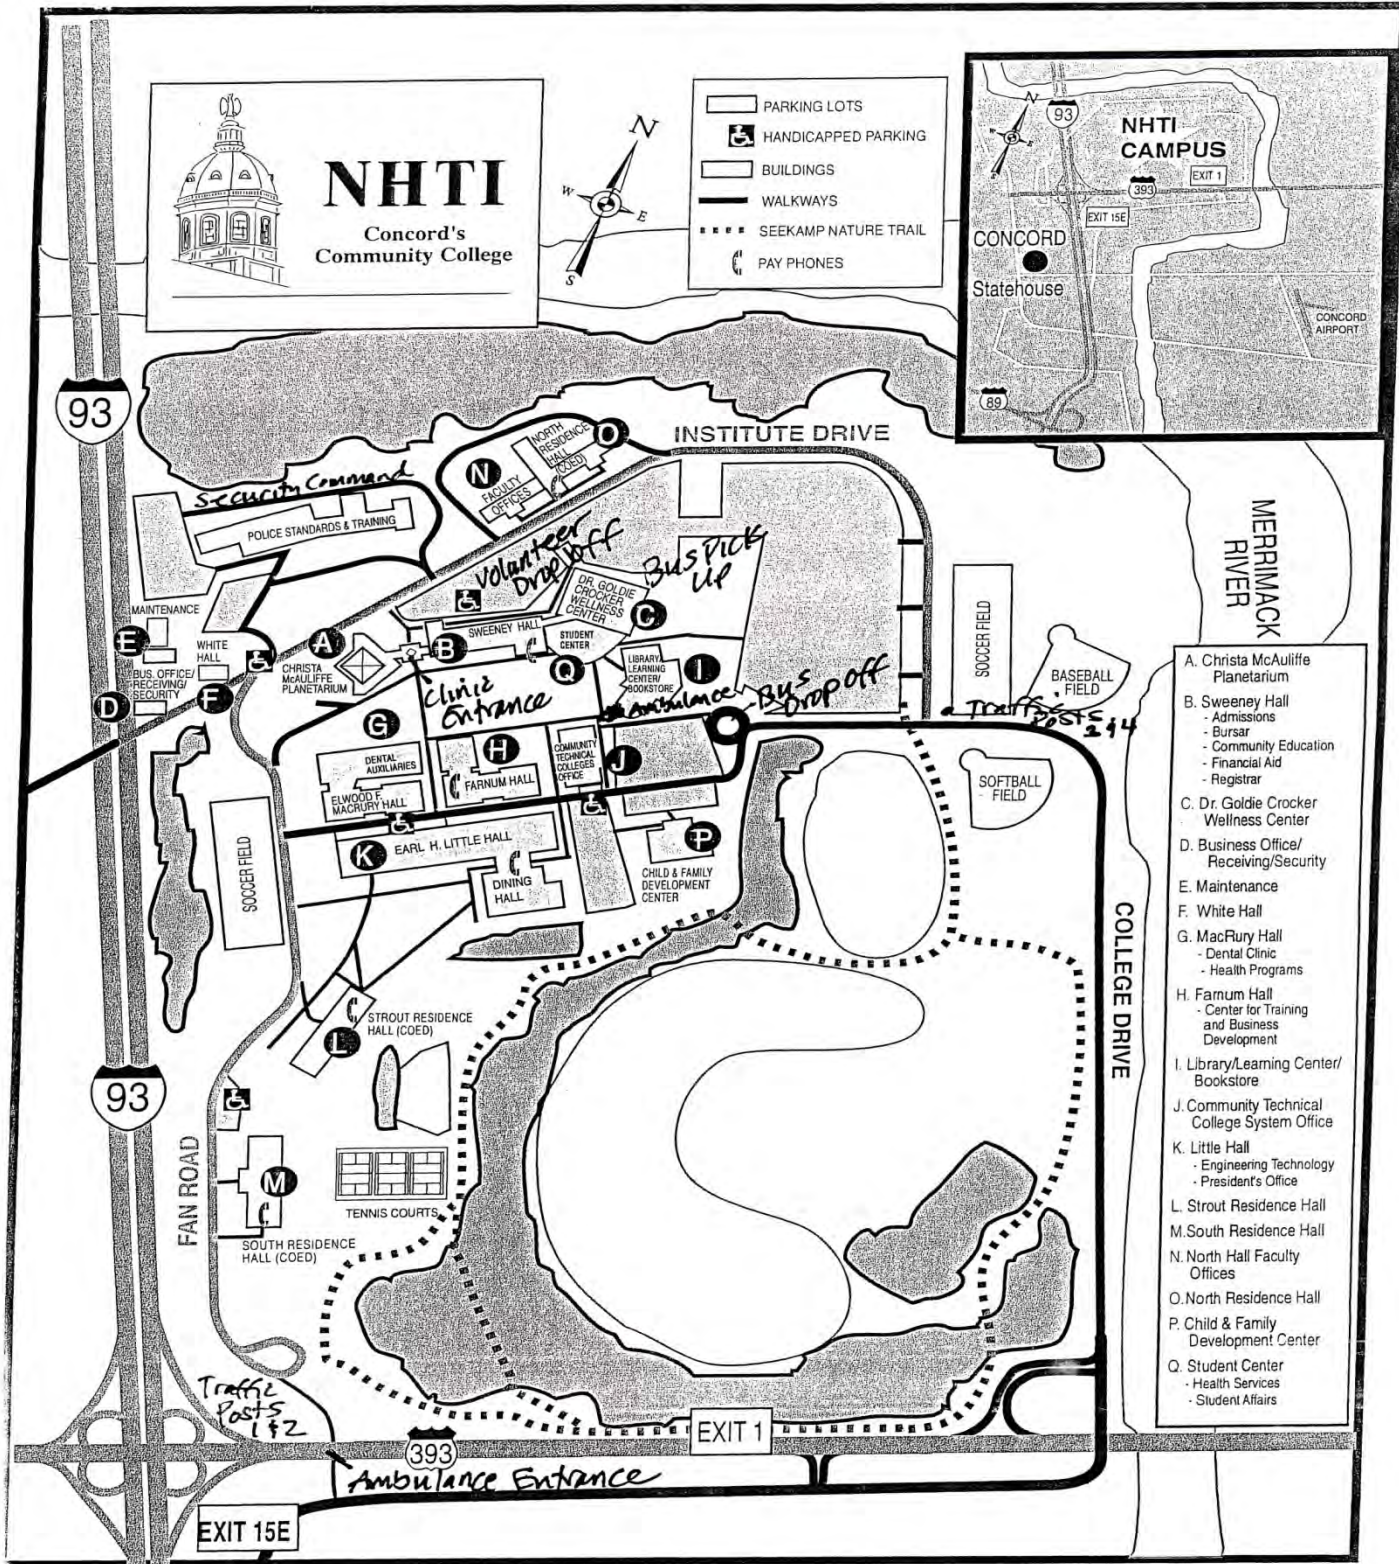 NHTI
Concord's
Community College
N
W
E
S
PARKING LOTS
HANDICAPPED PARKING
BUILDINGS
WALKWAYS
SEEKAMP NATURE TRAIL
PAY PHONES
N
93
NHTI
CAMPUS
EXIT 1
393
EXIT 15E
CONCORD
Statehouse
CONCORD
AIRPORT
89
93
INSTITUTE DRIVE
O
NORTH
RESIDENCE
HALL
(COED)
N
FACULTY
OFFICES
Security Command
POLICE STANDARDS & TRAINING
Volunteer
Drop off
Bus Pick
Up
DR. GOLDIE
CROCKER
WELLNESS
CENTER
C
MERRIMACK
RIVER
MAINTENANCE
E
WHITE
HALL
A
B
SWEENEY HALL
STUDENT
CENTER
SOCCER FIELD
BASEBALL
FIELD
BUS. OFFICE/
RECEIVING/
SECURITY
D
F
CHRISTA
McAULIFFE
PLANETARIUM
Q
LIBRARY/
LEARNING
CENTER/
BOOKSTORE
I
Clinic
Entrance
Ambulance
Bus
Drop off
Traffic
Posts
2&4
G
H
J
DENTAL
AUXILIARIES
FARNUM HALL
COMMUNITY
TECHNICAL
COLLEGES
OFFICE
SOFTBALL
FIELD
ELWOOD F.
MACRURY HALL
SOCCER FIELD
K
EARL H. LITTLE HALL
P
DINING
HALL
CHILD & FAMILY
DEVELOPMENT
CENTER
COLLEGE DRIVE
STROUT RESIDENCE
HALL (COED)
L
93
FAN ROAD
M
TENNIS COURTS
SOUTH RESIDENCE
HALL (COED)
Traffic
Posts
1&2
393
EXIT 1
Ambulance Entrance
EXIT 15E
A. Christa McAuliffe
Planetarium
B. Sweeney Hall
- Admissions
- Bursar
- Community Education
- Financial Aid
- Registrar
C. Dr. Goldie Crocker
Wellness Center
D. Business Office/
Receiving/Security
E. Maintenance
F. White Hall
G. MacRury Hall
- Dental Clinic
- Health Programs
H. Farnum Hall
- Center for Training
and Business
Development
I. Library/Learning Center/
Bookstore
J. Community Technical
College System Office
K. Little Hall
- Engineering Technology
- President's Office
L. Strout Residence Hall
M.South Residence Hall
N. North Hall Faculty
Offices
O.North Residence Hall
P. Child & Family
Development Center
Q. Student Center
- Health Services
- Student Affairs